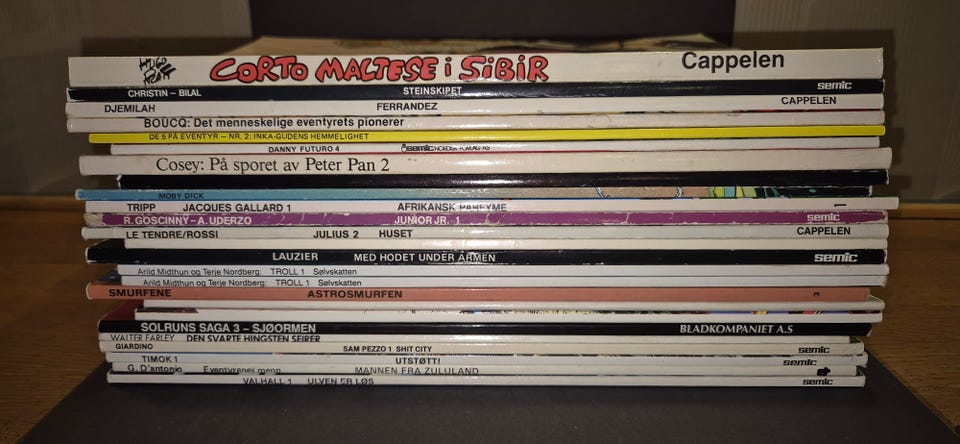 HUGO PRATT CORTO MALTESE i SiBiR Cappelen
CHRISTIN – BILAL STEINSKIPET semic
DJEMILAH FERRANDEZ CAPPELEN
BOUCQ: Det menneskelige eventyrets pionerer
DE 5 PÅ EVENTYR – NR. 2: INKA-GUDENS HEMMELIGHET
DANNY FUTURO 4 semic NORDISK FORLAG AS
Cosey: På sporet av Peter Pan 2
MOBY DICK
TRIPP JACQUES GALLARD 1 AFRIKANSK PARFYME 1
R. GOSCINNY – A. UDERZO JUNIOR JR. 1 semic
LE TENDRE/ROSSI JULIUS 2 HUSET CAPPELEN
LAUZIER MED HODET UNDER ARMEN semic
Arild Midthun og Terje Nordberg: TROLL 1 Sølvskatten
Arild Midthun og Terje Nordberg: TROLL 1 Sølvskatten
SMURFENE ASTROSMURFEN 3
SOLRUNS SAGA 3 – SJØORMEN BLADKOMPANIET A.S
WALTER FARLEY DEN SVARTE HINGSTEN SEIRER
GIARDINO SAM PEZZO 1 SHIT CITY semic
TIMOK 1 UTSTØTT! semic
G. D'antonio Eventyrenes menn MANNEN FRA ZULULAND
VALHALL 1 ULVEN ER LØS semic